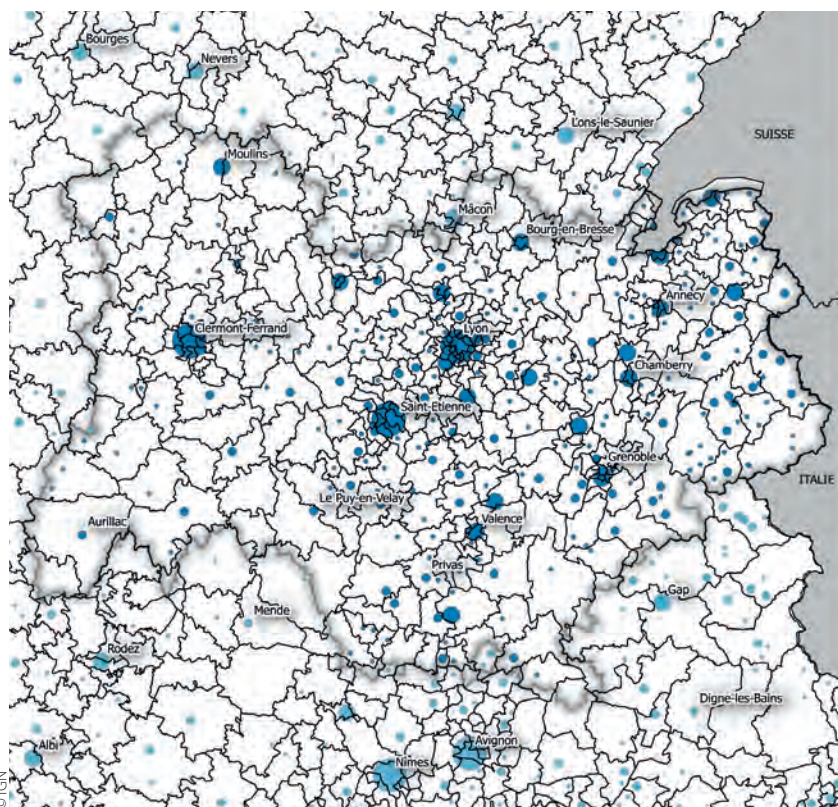 Bourges
Nevers
Lons-le-Saunier
SUISSE
Moulins
Mâcon
Bourg-en-Bresse
Annecy
Clermont-Ferrand
Lyon
Chamberry
Saint-Etienne
Grenoble
ITALIE
Le Puy-en-Velay
Aurillac
Valence
Privas
Gap
Mende
Rodez
Digne-les-Bains
Avignon
Albi
Nîmes
© IGN